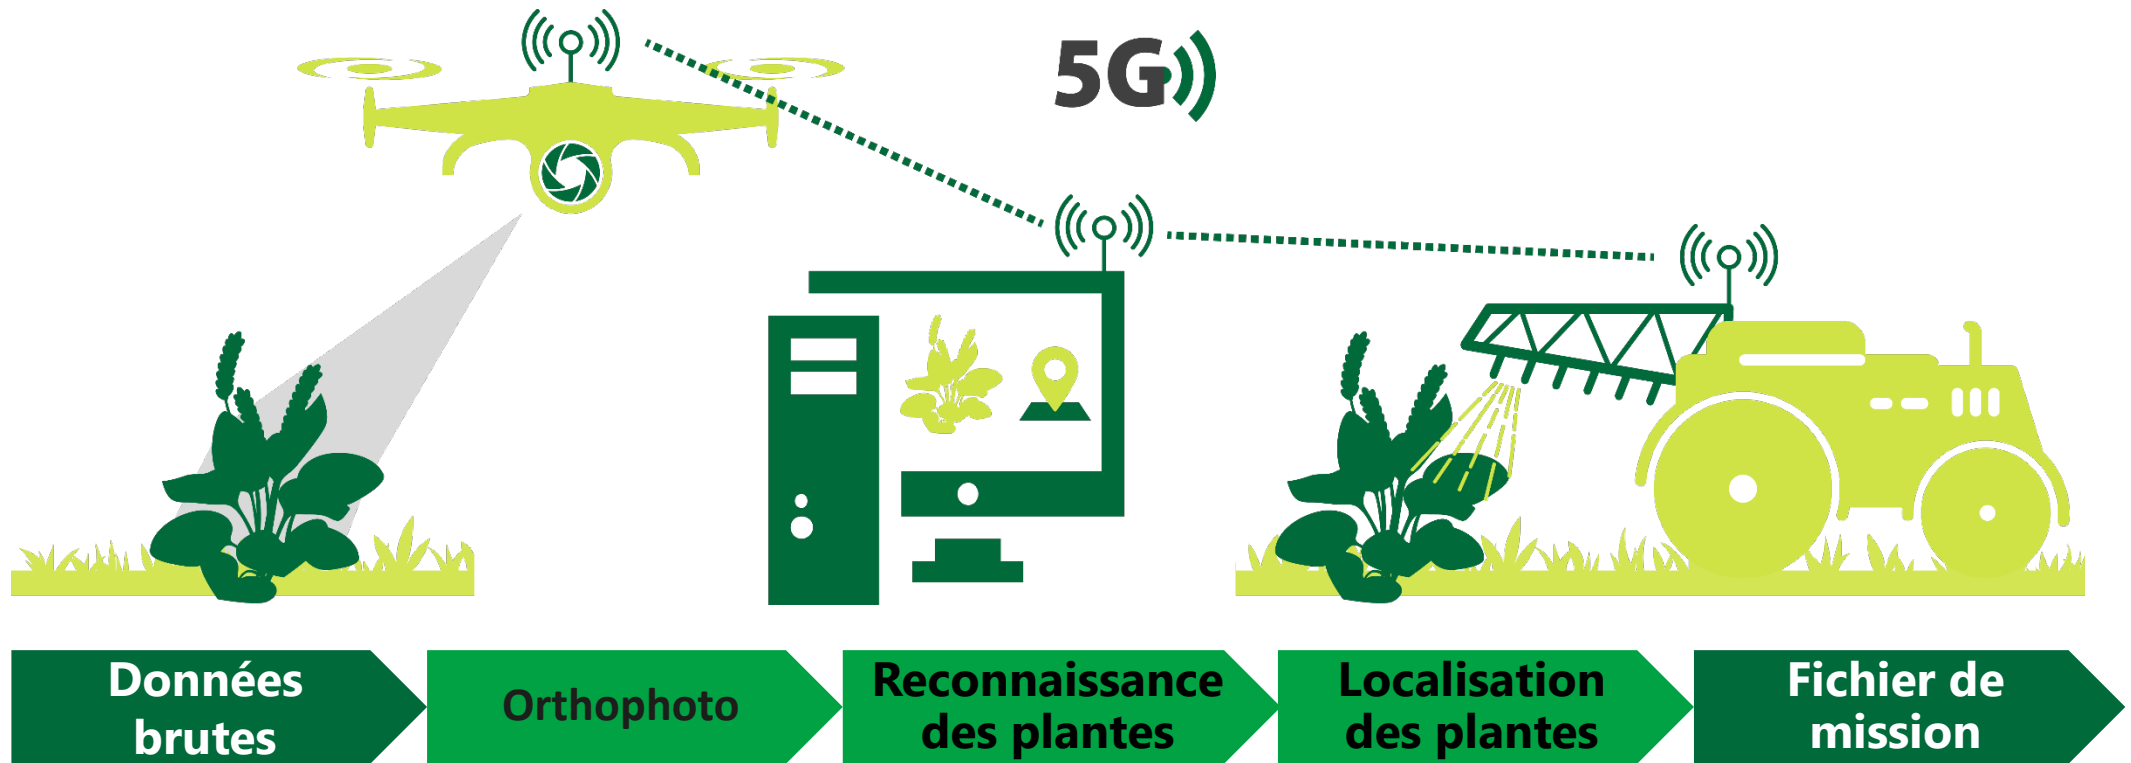 5G
Données
brutes
Orthophoto
Reconnaissance
des plantes
Localisation
des plantes
Fichier de
mission